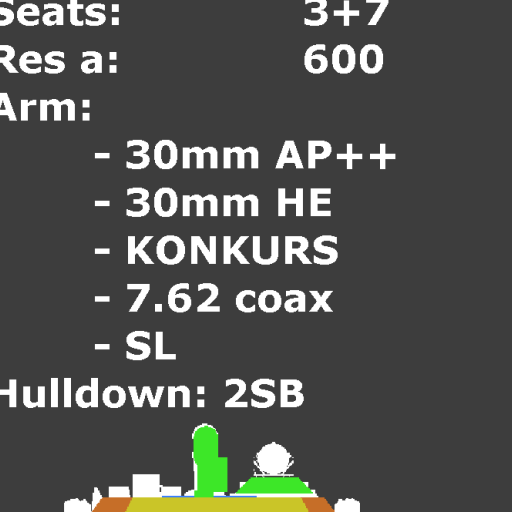 Seats: 3+7
Res a: 600
Arm:
- 30mm AP++
- 30mm HE
- KONKURS
- 7.62 coax
- SL
Hulldown: 2SB